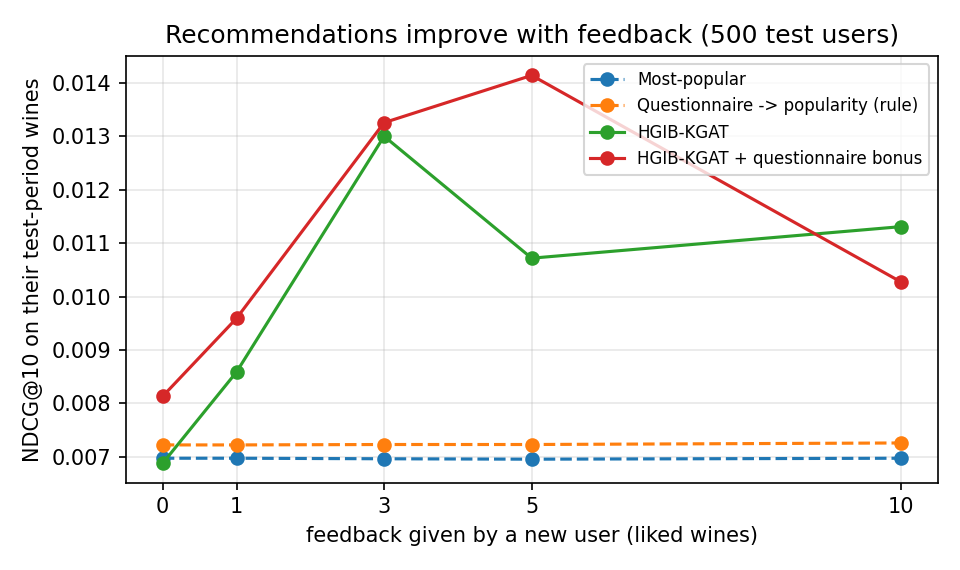 Recommendations improve with feedback (500 test users)
NDCG@10 on their test-period wines
0.014
0.013
0.012
0.011
0.010
0.009
0.008
0.007
Most-popular
Questionnaire -> popularity (rule)
HGIB-KGAT
HGIB-KGAT + questionnaire bonus
0 1 3 5 10
feedback given by a new user (liked wines)